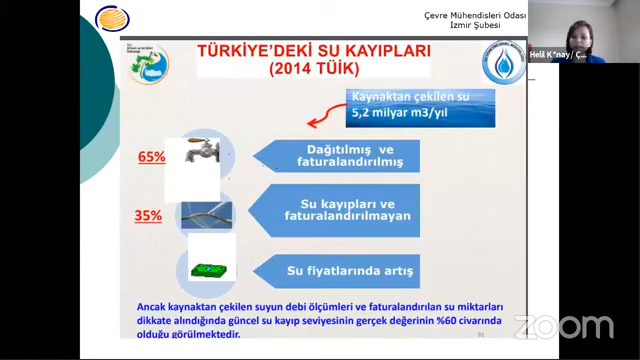 Çevre Mühendisleri Odası
İzmir Şubesi
TÜRKİYE'DEKİ SU KAYIPLARI
(2014 TÜİK)
Kaynaktan çekilen su
5,2 milyar m3/yıl
65%
Dağıtılmış ve
faturalandırılmış
35%
Su kayıpları ve
faturalandırılmayan
Su fiyatlarında artış
Ancak kaynaktan çekilen suyun debi ölçümleri ve faturalandırılan su miktarları
dikkate alındığında güncel su kayıp seviyesinin gerçek değerinin %60 civarında
olduğu görülmektedir.
91
zoom